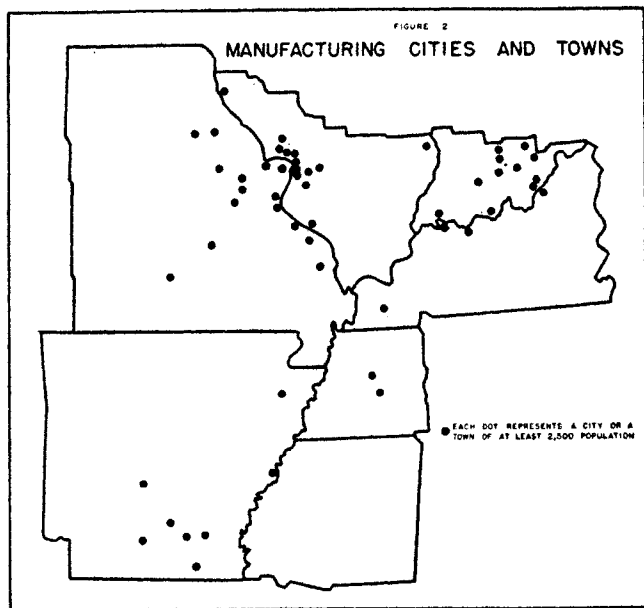 FIGURE 2
MANUFACTURING CITIES AND TOWNS
EACH DOT REPRESENTS A CITY OR A
TOWN OF AT LEAST 2,500 POPULATION